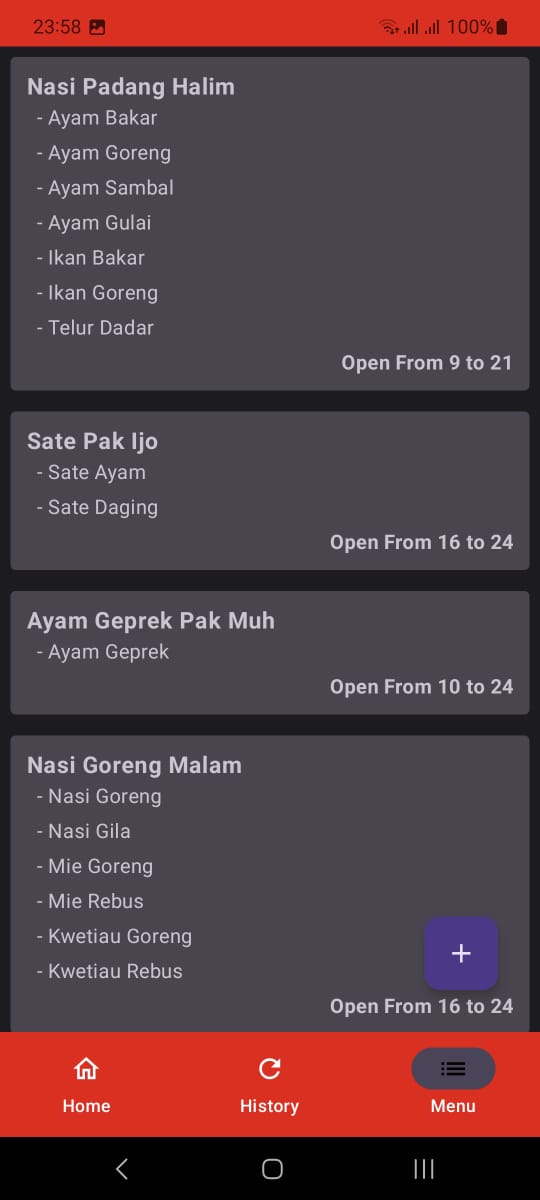 23:58 100%
Nasi Padang Halim
- Ayam Bakar
- Ayam Goreng
- Ayam Sambal
- Ayam Gulai
- Ikan Bakar
- Ikan Goreng
- Telur Dadar
Open From 9 to 21
Sate Pak Ijo
- Sate Ayam
- Sate Daging
Open From 16 to 24
Ayam Geprek Pak Muh
- Ayam Geprek
Open From 10 to 24
Nasi Goreng Malam
- Nasi Goreng
- Nasi Gila
- Mie Goreng
- Mie Rebus
- Kwetiau Goreng
- Kwetiau Rebus
+
Open From 16 to 24
Home History Menu